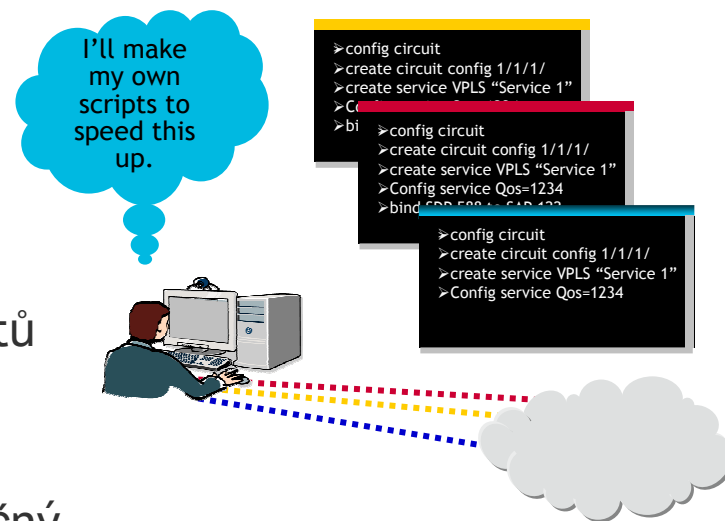 I'll make
my own
scripts to
speed this
up.
➢config circuit
➢create circuit config 1/1/1/
➢create service VPLS “Service 1”
➢config circuit
➢create circuit config 1/1/1/
➢create service VPLS “Service 1”
➢Config service Qos=1234
➢config circuit
➢create circuit config 1/1/1/
➢create service VPLS “Service 1”
➢Config service Qos=1234